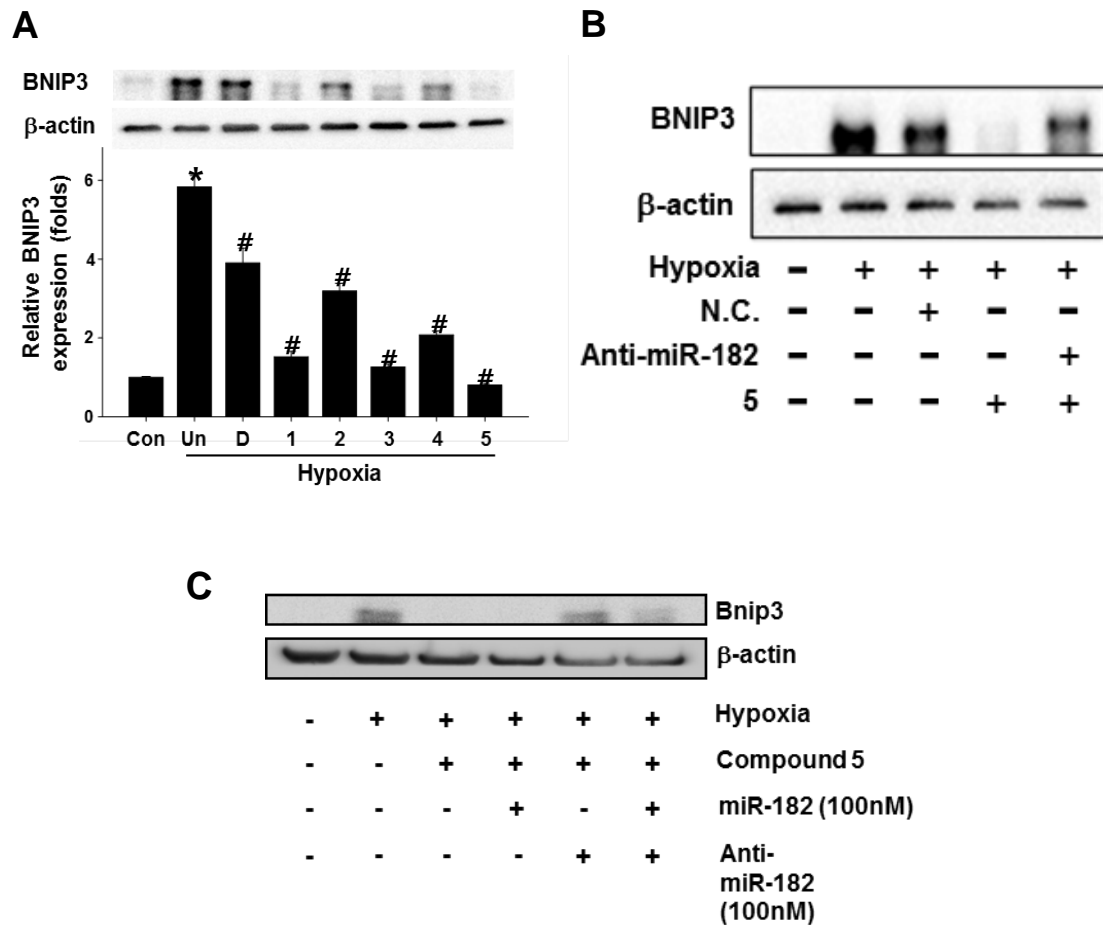 A
BNIP3
β-actin
Relative BNIP3
expression (folds)
6
4
2
0
* # # # # # #
Con Un D 1 2 3 4 5
Hypoxia
B
BNIP3
β-actin
Hypoxia - + + + +
N.C. - - + - -
Anti-miR-182 - - - - +
5 - - - + +
C
Bnip3
β-actin
- + + + + + Hypoxia
- - + + + + Compound 5
- - - + - + miR-182 (100nM)
- - - - + + Anti-
miR-182
(100nM)